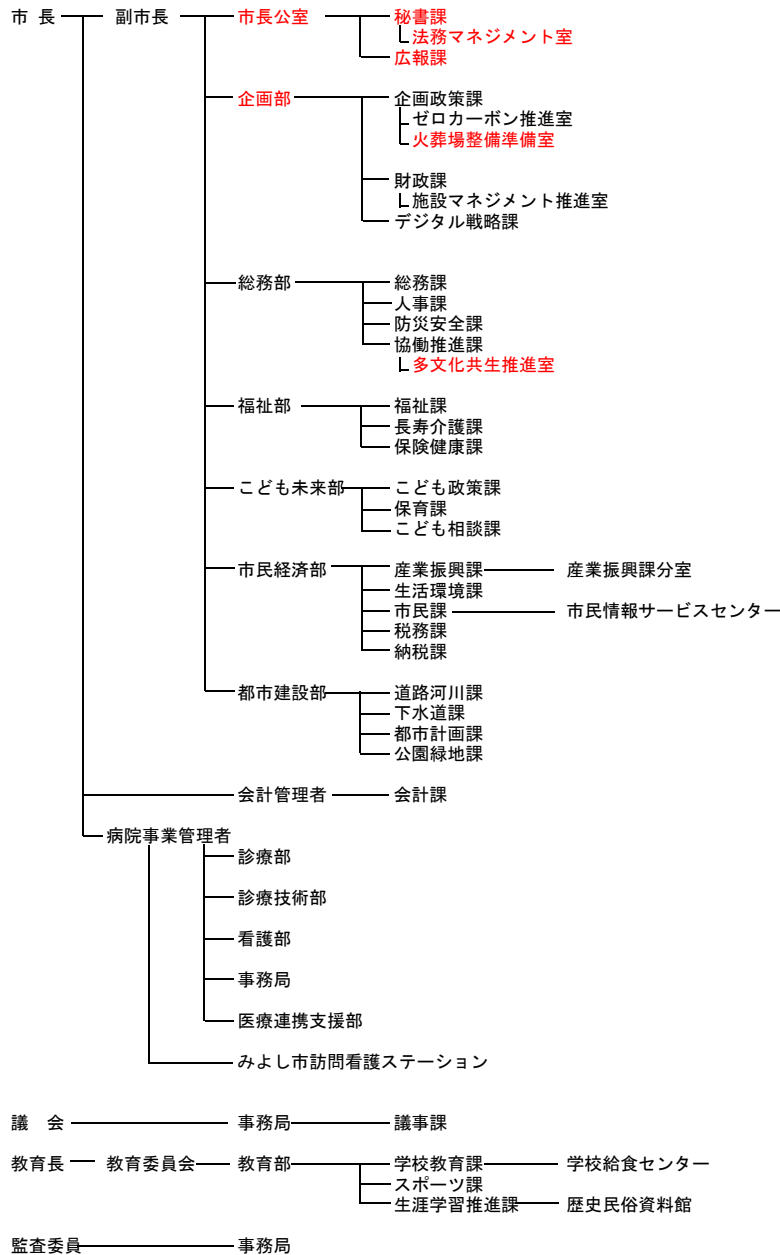 市 長 副市長 市長公室 秘書課
法務マネジメント室
広報課
企画部 企画政策課
ゼロカーボン推進室
火葬場整備準備室
財政課
施設マネジメント推進室
デジタル戦略課
総務部 総務課
人事課
防災安全課
協働推進課
多文化共生推進室
福祉部 福祉課
長寿介護課
保険健康課
こども未来部 こども政策課
保育課
こども相談課
市民経済部 産業振興課 産業振興課分室
生活環境課
市民課 市民情報サービスセンター
税務課
納税課
都市建設部 道路河川課
下水道課
都市計画課
公園緑地課
会計管理者 会計課
病院事業管理者
診療部
診療技術部
看護部
事務局
医療連携支援部
みよし市訪問看護ステーション
議 会 事務局 議事課
教育長 教育委員会 教育部 学校教育課 学校給食センター
スポーツ課
生涯学習推進課 歴史民俗資料館
監査委員 事務局